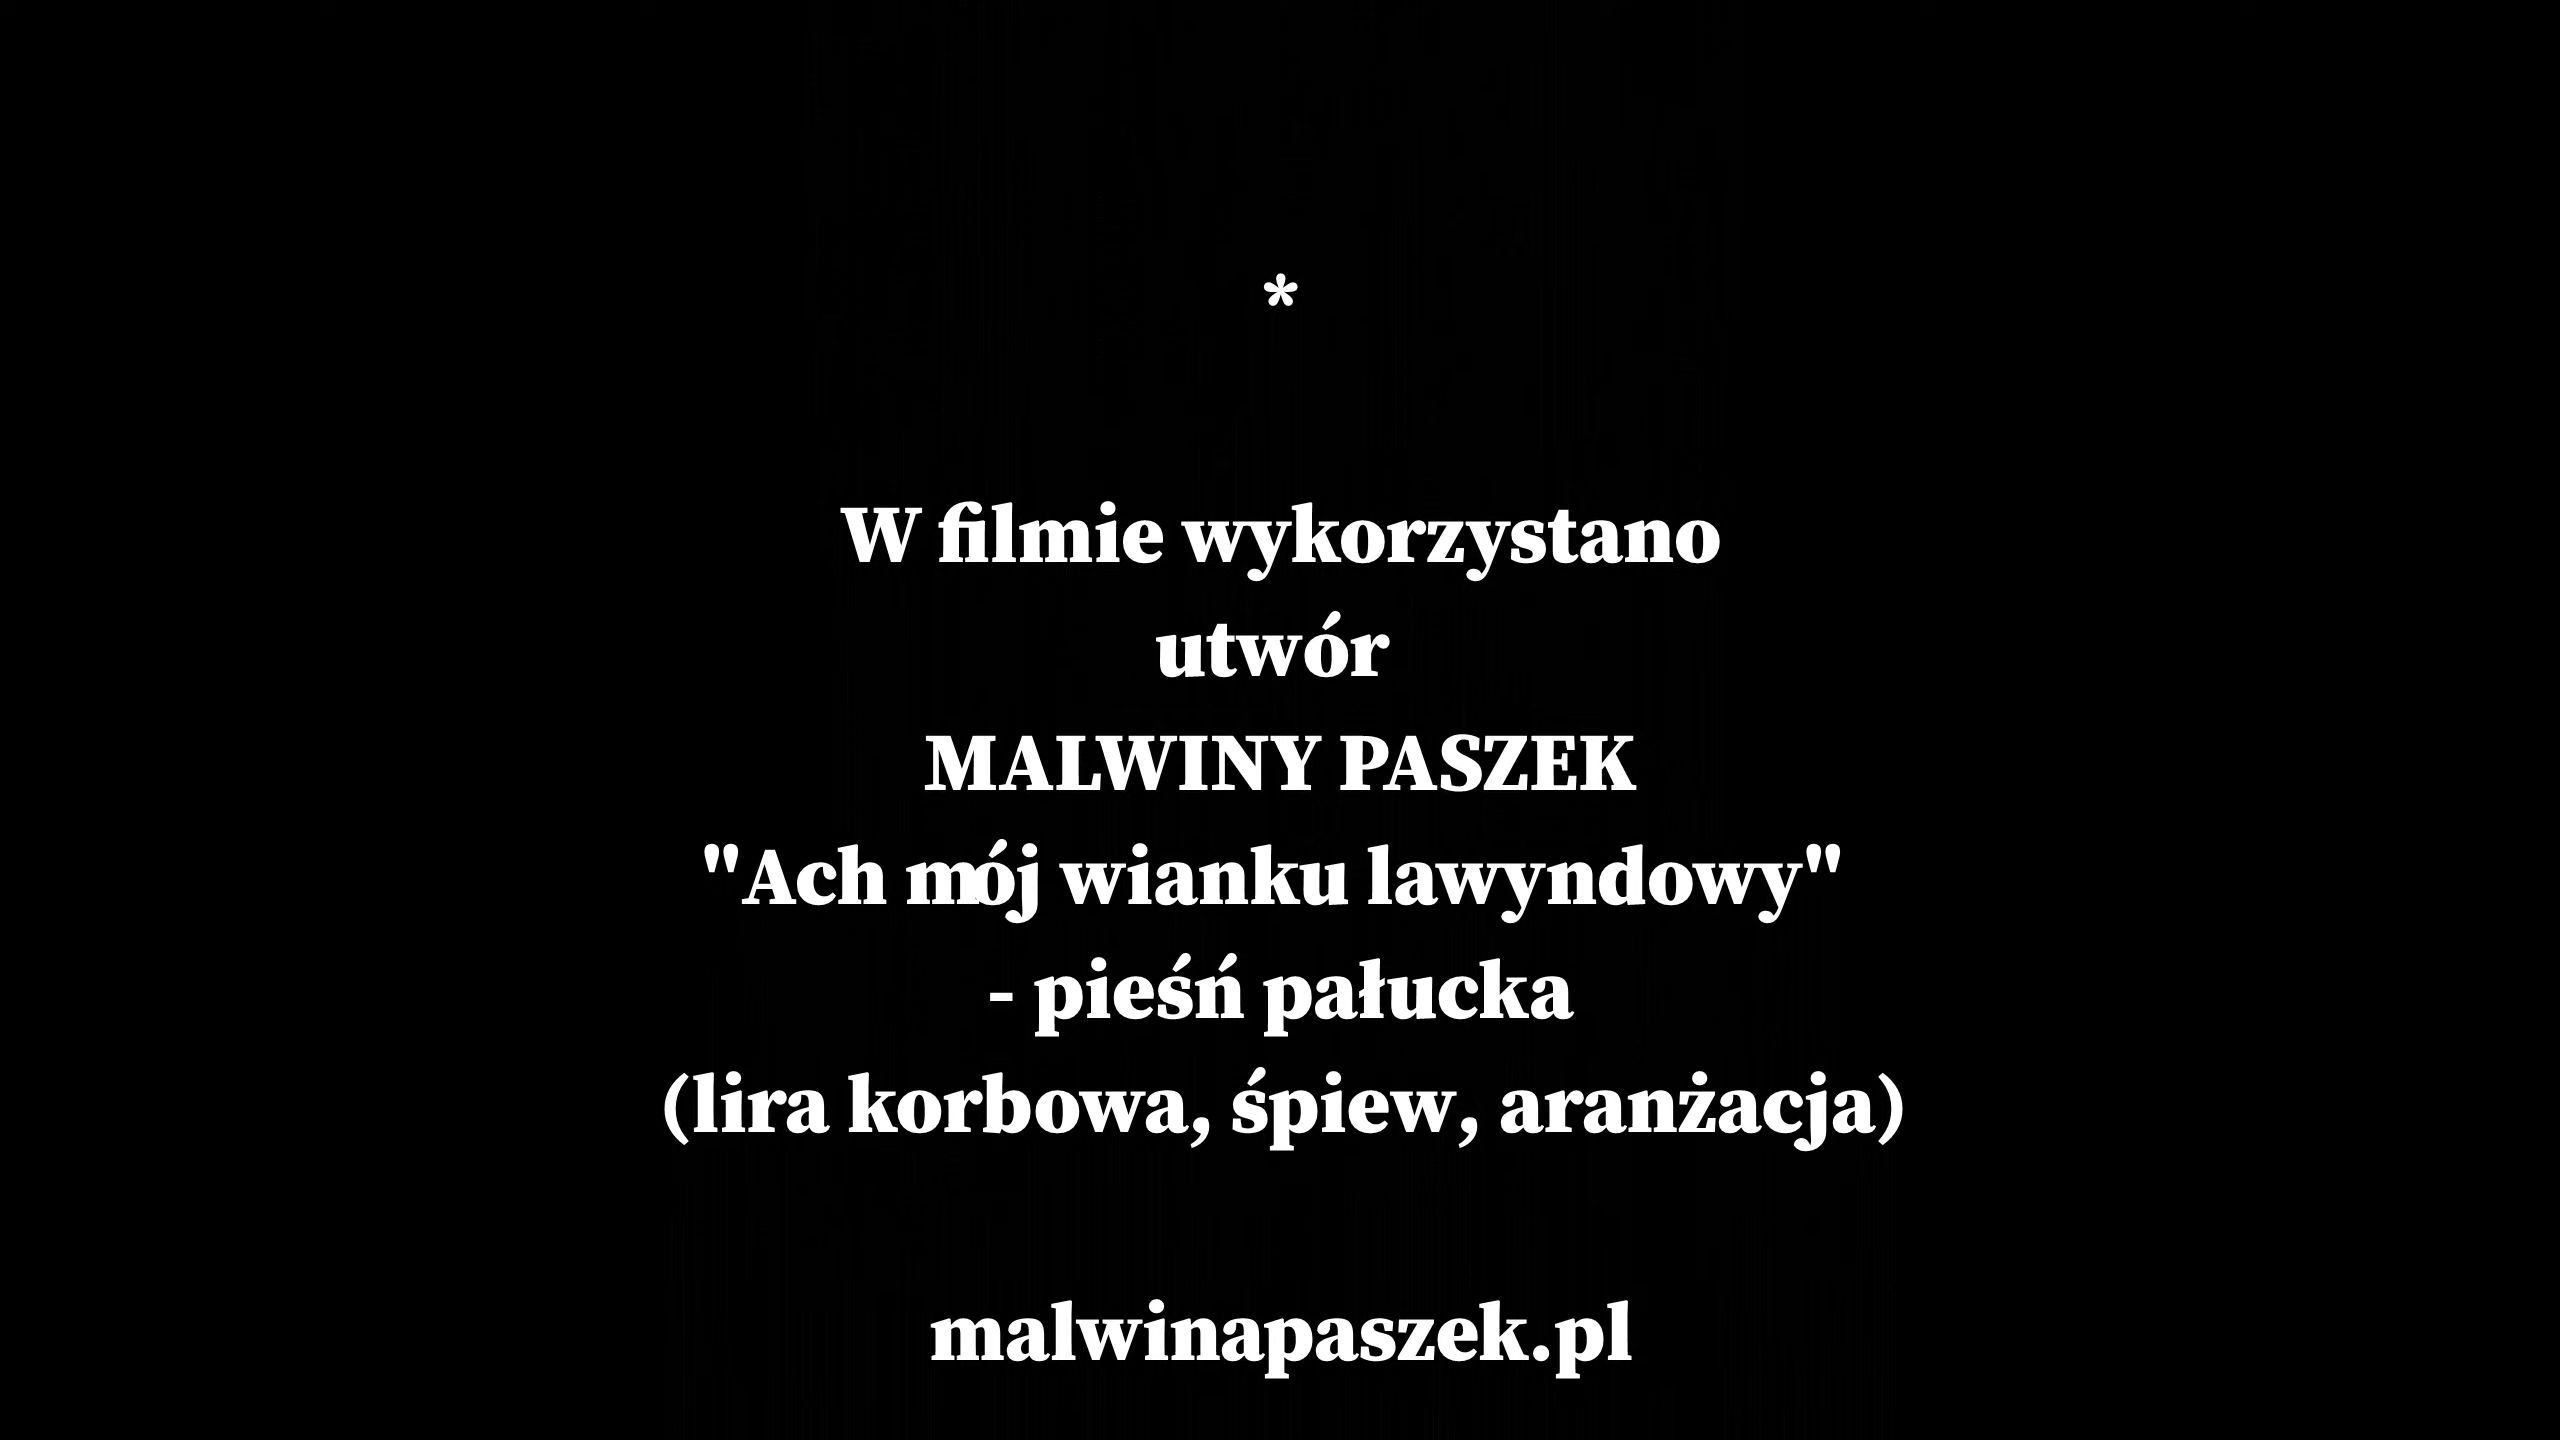 *
W filmie wykorzystano
utwór
MALWINY PASZEK
"Ach mój wianku lawyndowy"
- pieśń pałucka
(lira korbowa, śpiew, aranżacja)
malwinapaszek.pl